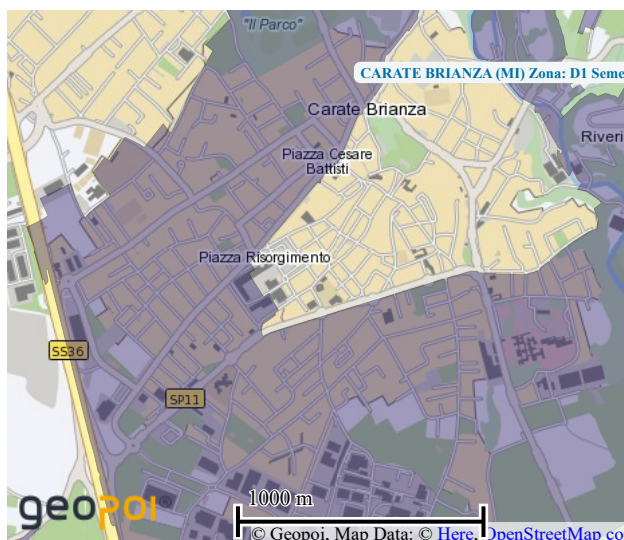 "Il Parco"
CARATE BRIANZA (MI) Zona: D1 Seme
Carate Brianza
Riveri
Piazza Cesare
Battisti
Piazza Risorgimento
SS36
SP11
geopoi
1000 m
© Geopoi, Map Data: © Here, OpenStreetMap co